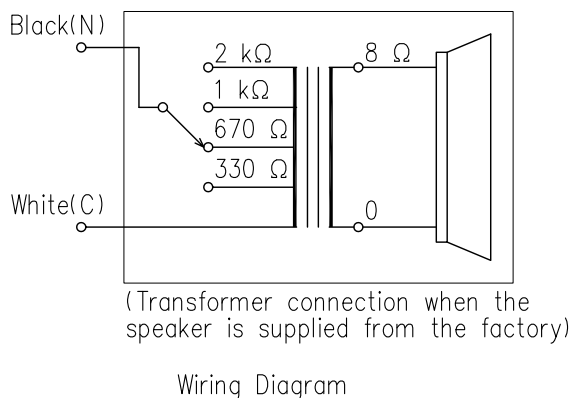 Black(N)
2 kΩ
8 Ω
1 kΩ
670 Ω
330 Ω
White(C)
0
(Transformer connection when the
speaker is supplied from the factory)
Wiring Diagram